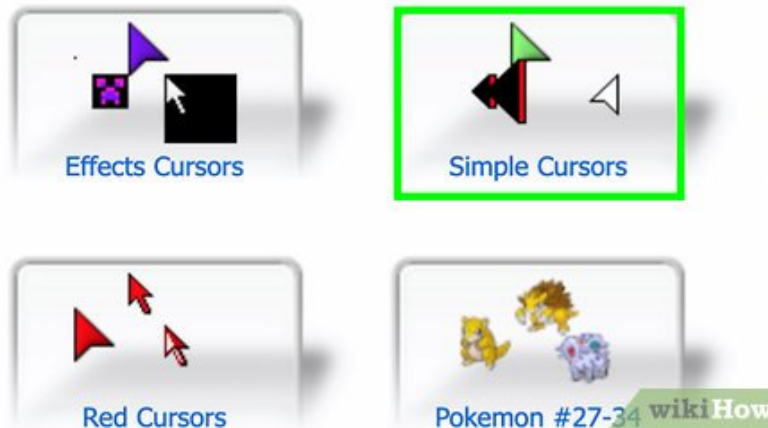 Effects Cursors
Simple Cursors
Red Cursors
Pokemon #27-34
wikiHow